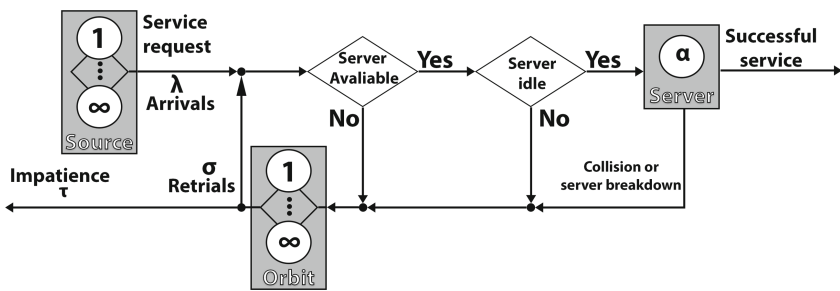 1
∞
Source
Service
request
λ
Arrivals
Server
Avaliable
Yes
No
Server
idle
Yes
No
α
Server
Successful
service
Collision or
server breakdown
Impatience
τ
σ
Retrials
1
∞
Orbit